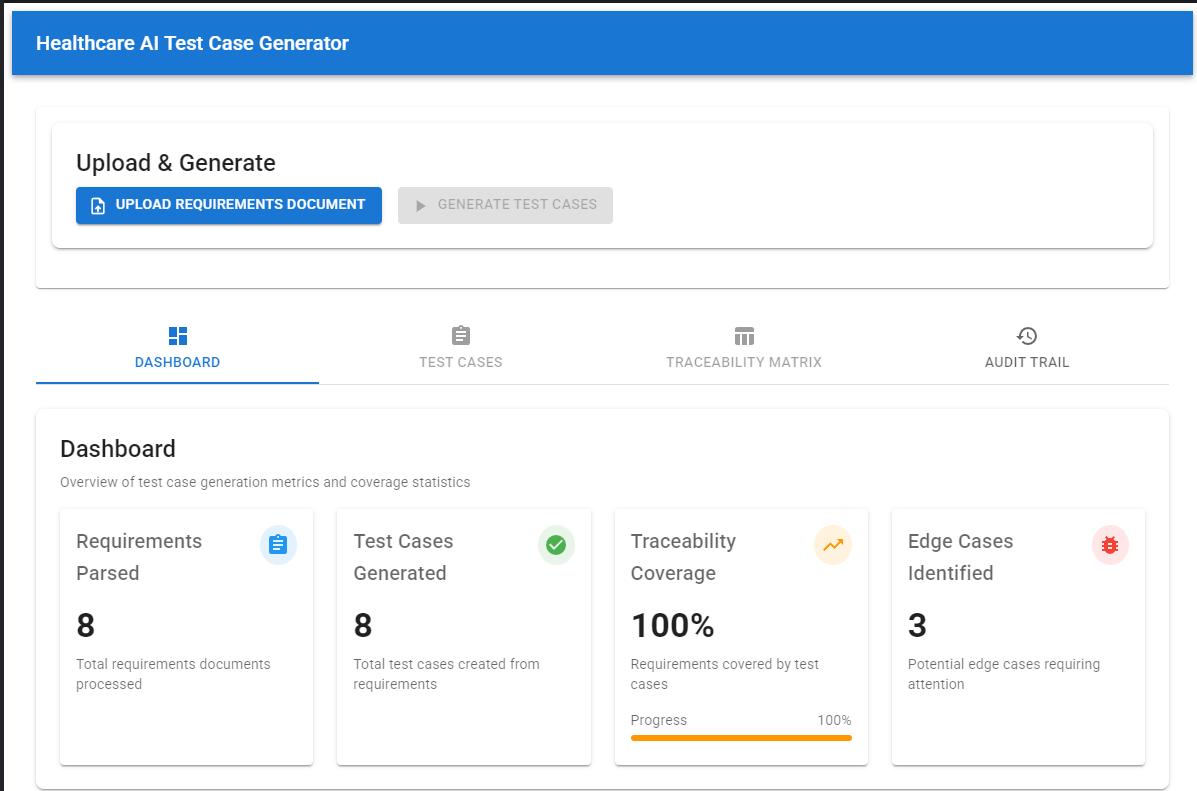 Healthcare AI Test Case Generator
Upload & Generate
UPLOAD REQUIREMENTS DOCUMENT
GENERATE TEST CASES
DASHBOARD
TEST CASES
TRACEABILITY MATRIX
AUDIT TRAIL
Dashboard
Overview of test case generation metrics and coverage statistics
Requirements
Parsed
8
Total requirements documents
processed
Test Cases
Generated
8
Total test cases created from
requirements
Traceability
Coverage
100%
Requirements covered by test
cases
Progress 100%
Edge Cases
Identified
3
Potential edge cases requiring
attention